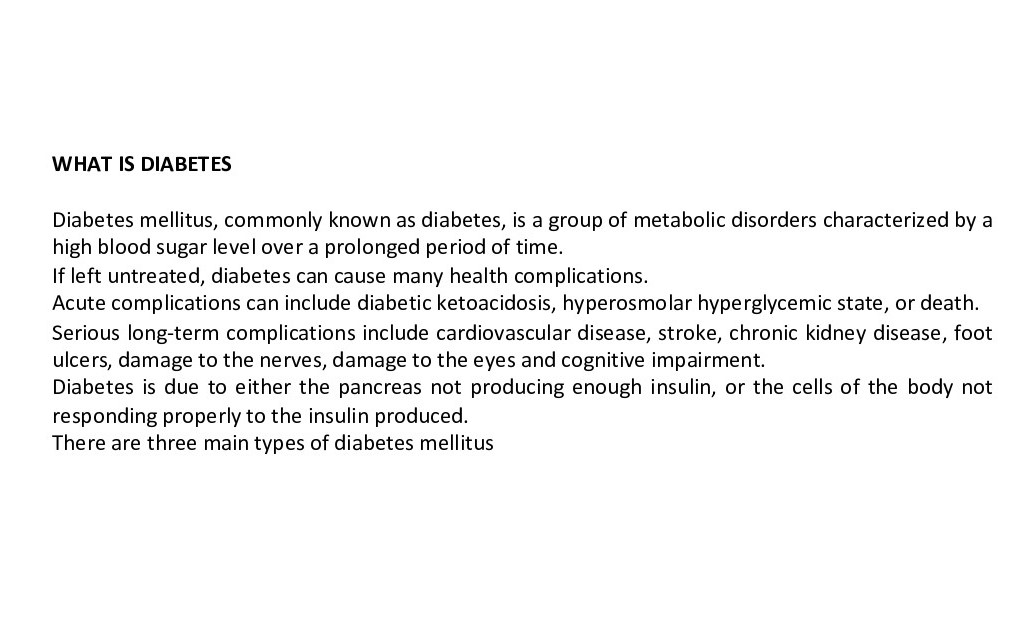 WHAT IS DIABETES
Diabetes mellitus, commonly known as diabetes, is a group of metabolic disorders characterized by a
high blood sugar level over a prolonged period of time.
If left untreated, diabetes can cause many health complications.
Acute complications can include diabetic ketoacidosis, hyperosmolar hyperglycemic state, or death.
Serious long-term complications include cardiovascular disease, stroke, chronic kidney disease, foot
ulcers, damage to the nerves, damage to the eyes and cognitive impairment.
Diabetes is due to either the pancreas not producing enough insulin, or the cells of the body not
responding properly to the insulin produced.
There are three main types of diabetes mellitus